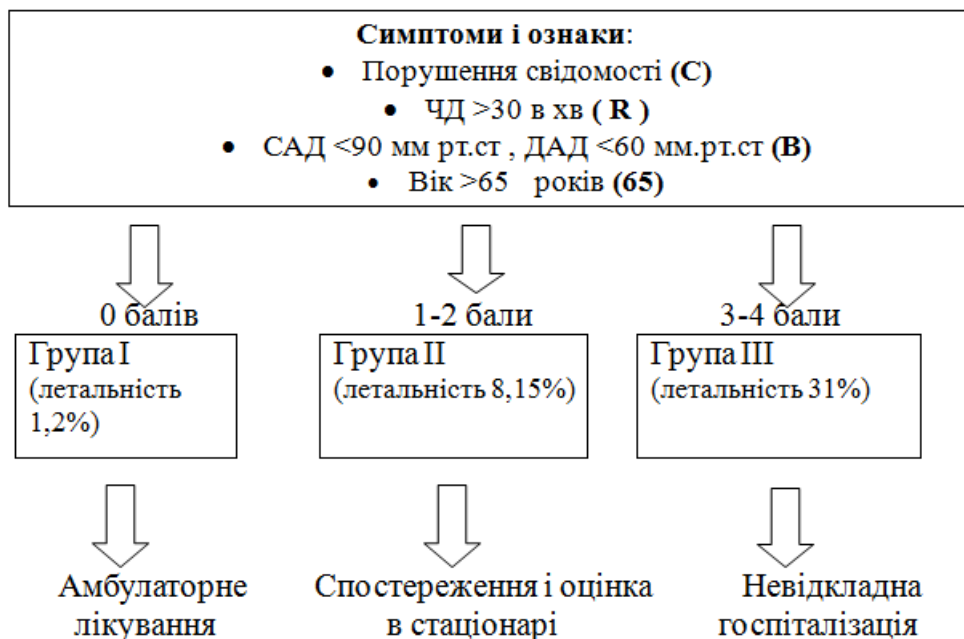 Симптоми і ознаки:
• Порушення свідомості (С)
• ЧД >30 в хв ( R )
• САД <90 мм рт.ст , ДАД <60 мм.рт.ст (В)
• Вік >65 років (65)
0 балів
Група І
(летальність
1,2%)
Амбулаторне
лікування
1-2 бали
Група ІІ
(летальність 8,15%)
Спостереження і оцінка
в стаціонарі
3-4 бали
Група ІІІ
(летальність 31%)
Невідкладна
госпіталізація